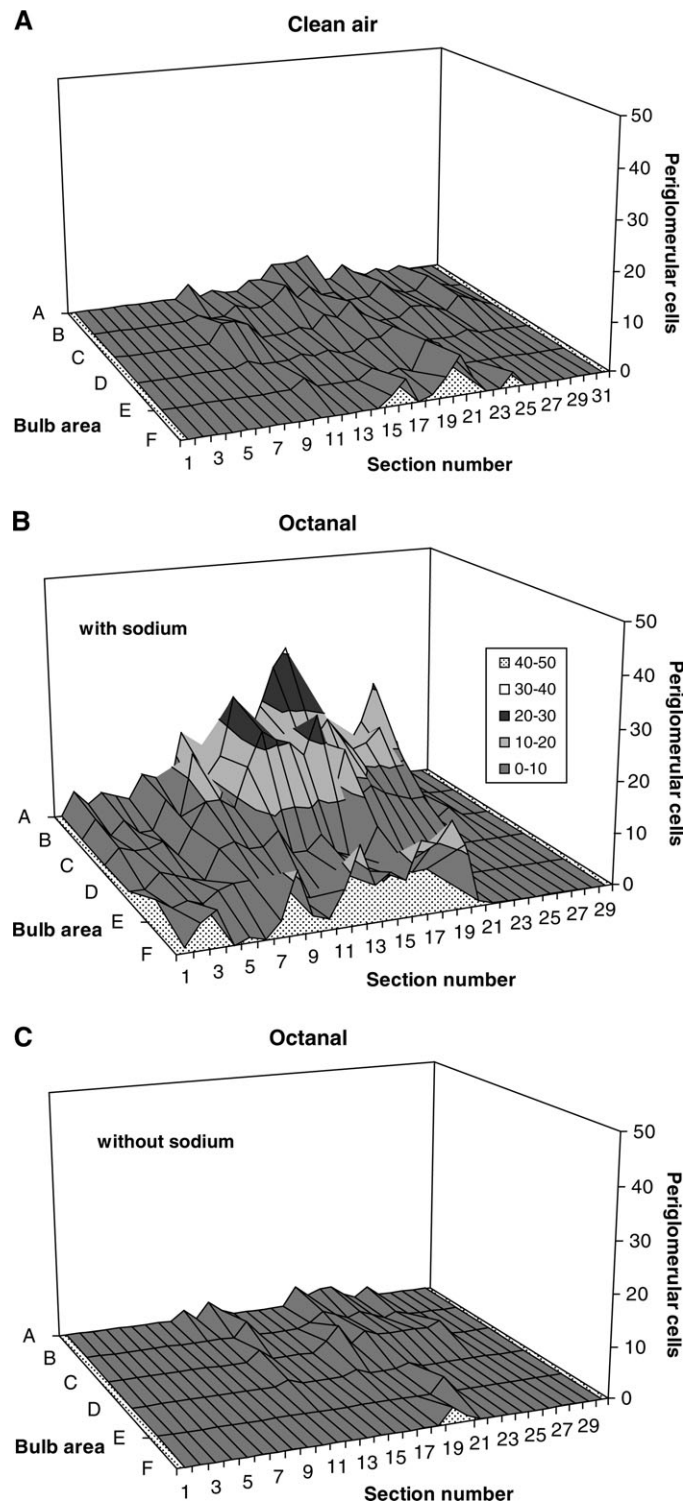 A
Clean air
50
40
30
20
10
0
Periglomerular cells
A
B
C
D
E
F
Bulb area
1 3 5 7 9 11 13 15 17 19 21 23 25 27 29 31
Section number
B
Octanal
with sodium
50
40
30
20
10
0
Periglomerular cells
40-50
30-40
20-30
10-20
0-10
A
B
C
D
E
F
Bulb area
1 3 5 7 9 11 13 15 17 19 21 23 25 27 29
Section number
C
Octanal
without sodium
50
40
30
20
10
0
Periglomerular cells
A
B
C
D
E
F
Bulb area
1 3 5 7 9 11 13 15 17 19 21 23 25 27 29
Section number